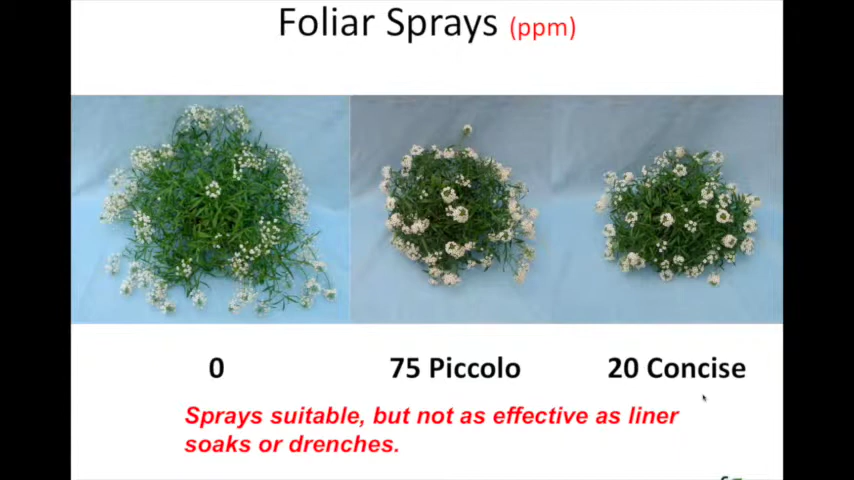 Foliar Sprays (ppm)
0
75 Piccolo
20 Concise
Sprays suitable, but not as effective as liner
soaks or drenches.